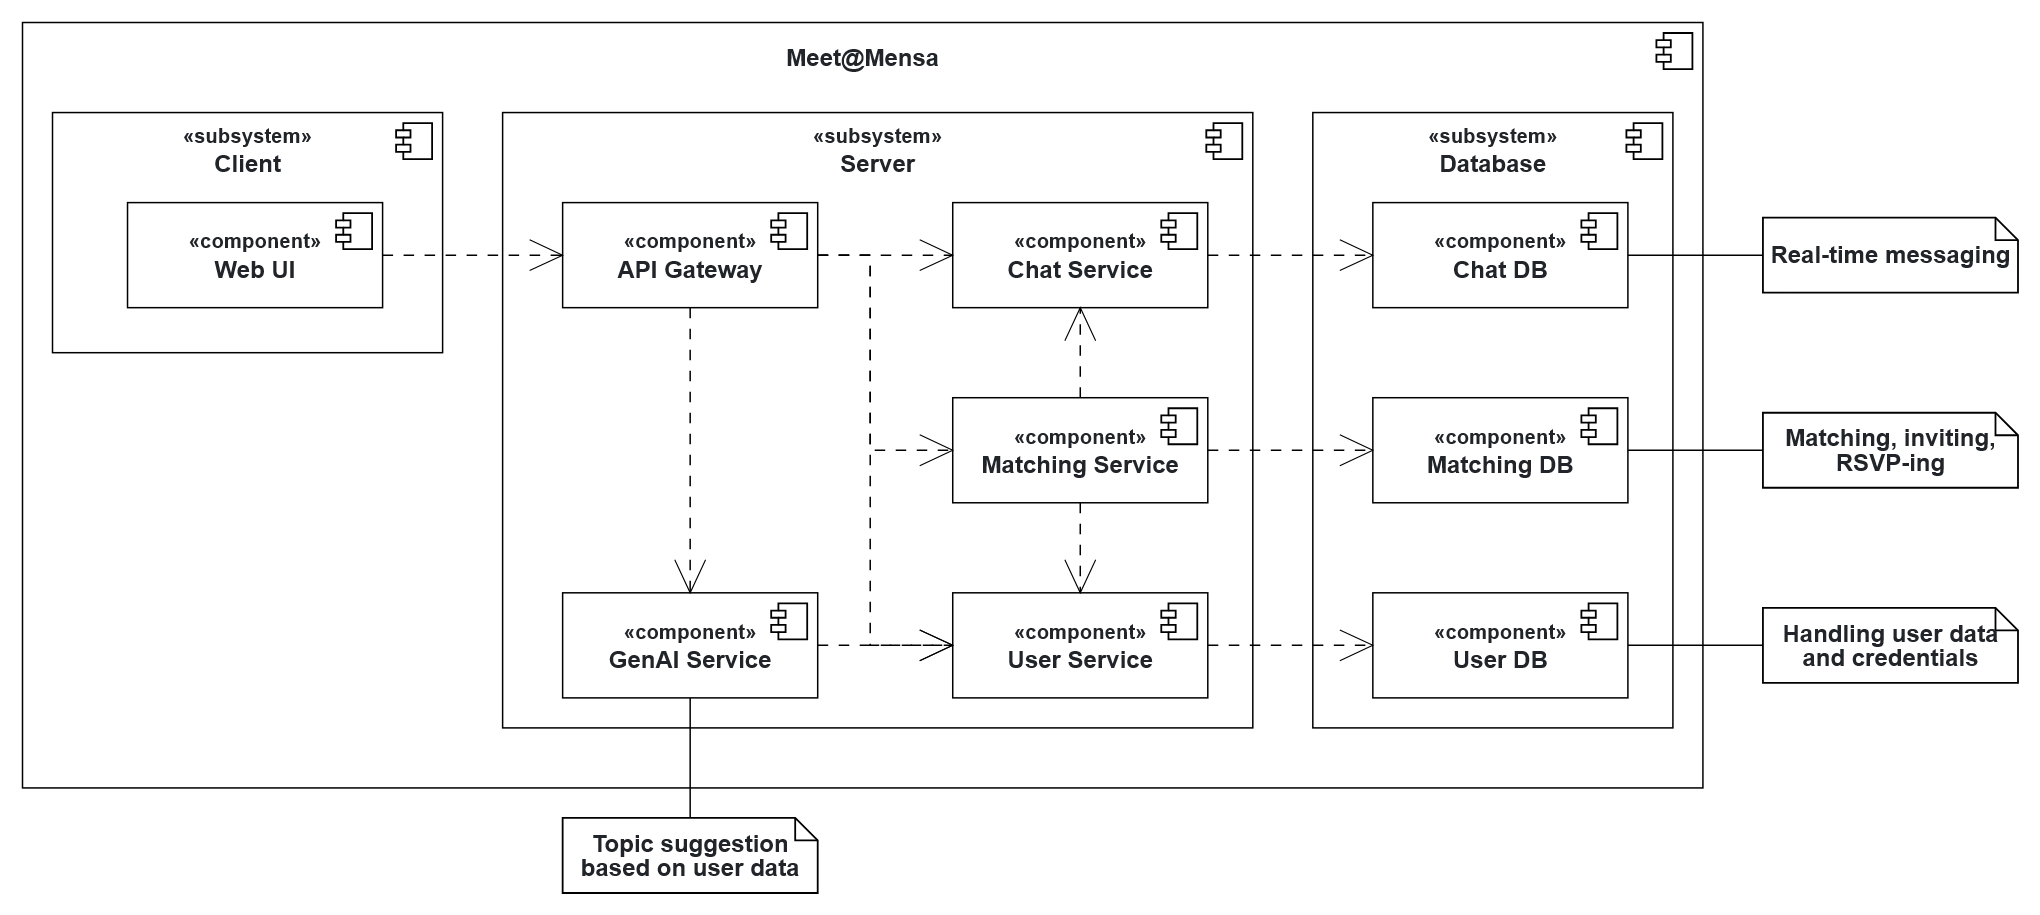 Meet@Mensa
«subsystem»
Client
«component»
Web UI
«subsystem»
Server
«component»
API Gateway
«component»
Chat Service
«component»
Matching Service
«component»
GenAI Service
«component»
User Service
«subsystem»
Database
«component»
Chat DB
«component»
Matching DB
«component»
User DB
Real-time messaging
Matching, inviting,
RSVP-ing
Handling user data
and credentials
Topic suggestion
based on user data